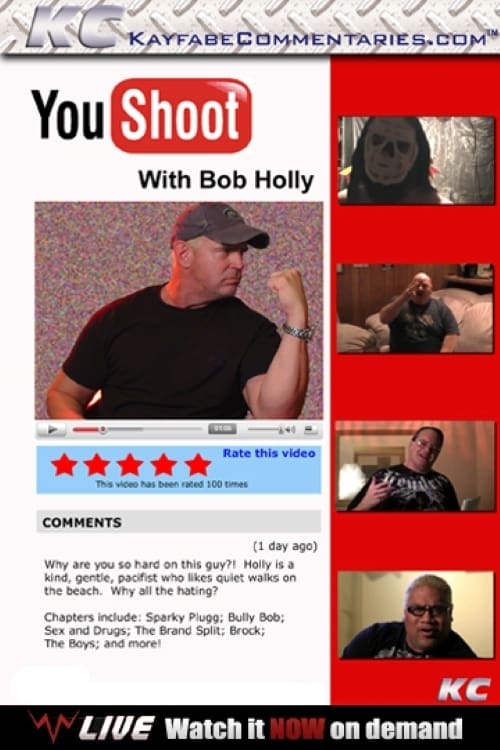 KC KAYFABECOMMENTARIES.COM™
You Shoot
With Bob Holly
01:06
Rate this video
This video has been rated 100 times
COMMENTS
(1 day ago)
Why are you so hard on this guy?! Holly is a
kind, gentle, pacifist who likes quiet walks on
the beach. Why all the hating?
Chapters include: Sparky Plugg; Bully Bob;
Sex and Drugs; The Brand Split; Brock;
The Boys; and more!
KC
LIVE Watch it NOW on demand